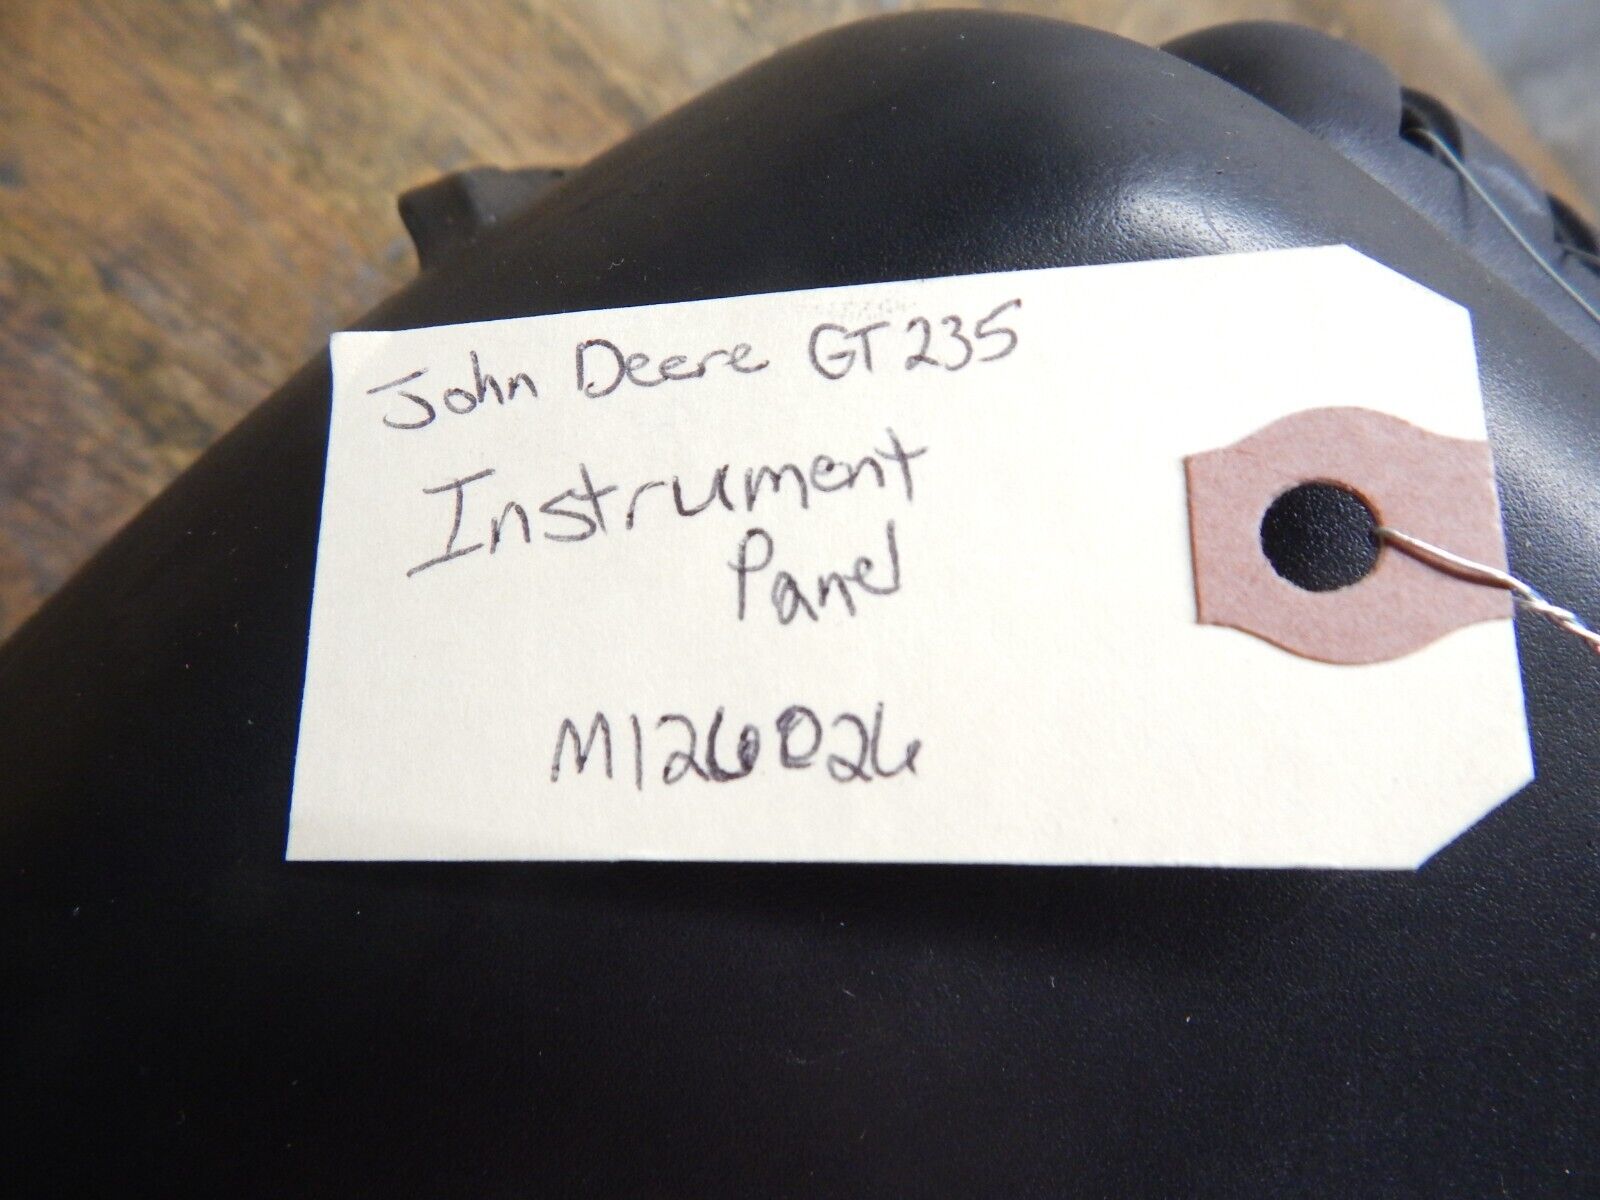 John Deere GT235
Instrument
Panel
M126026